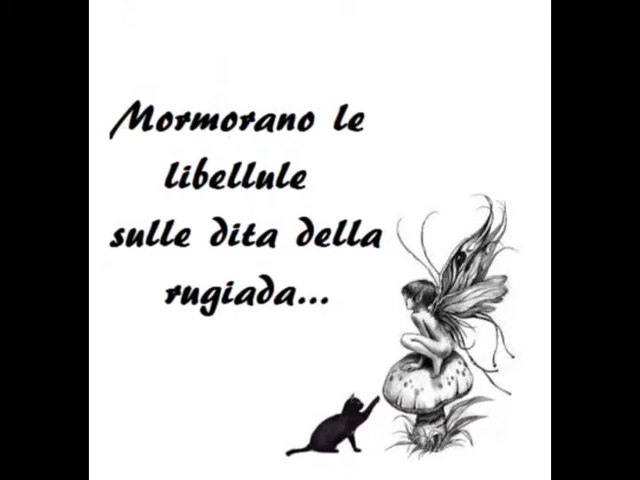 Mormorano le
libellule
sulle dita della
rugiada...